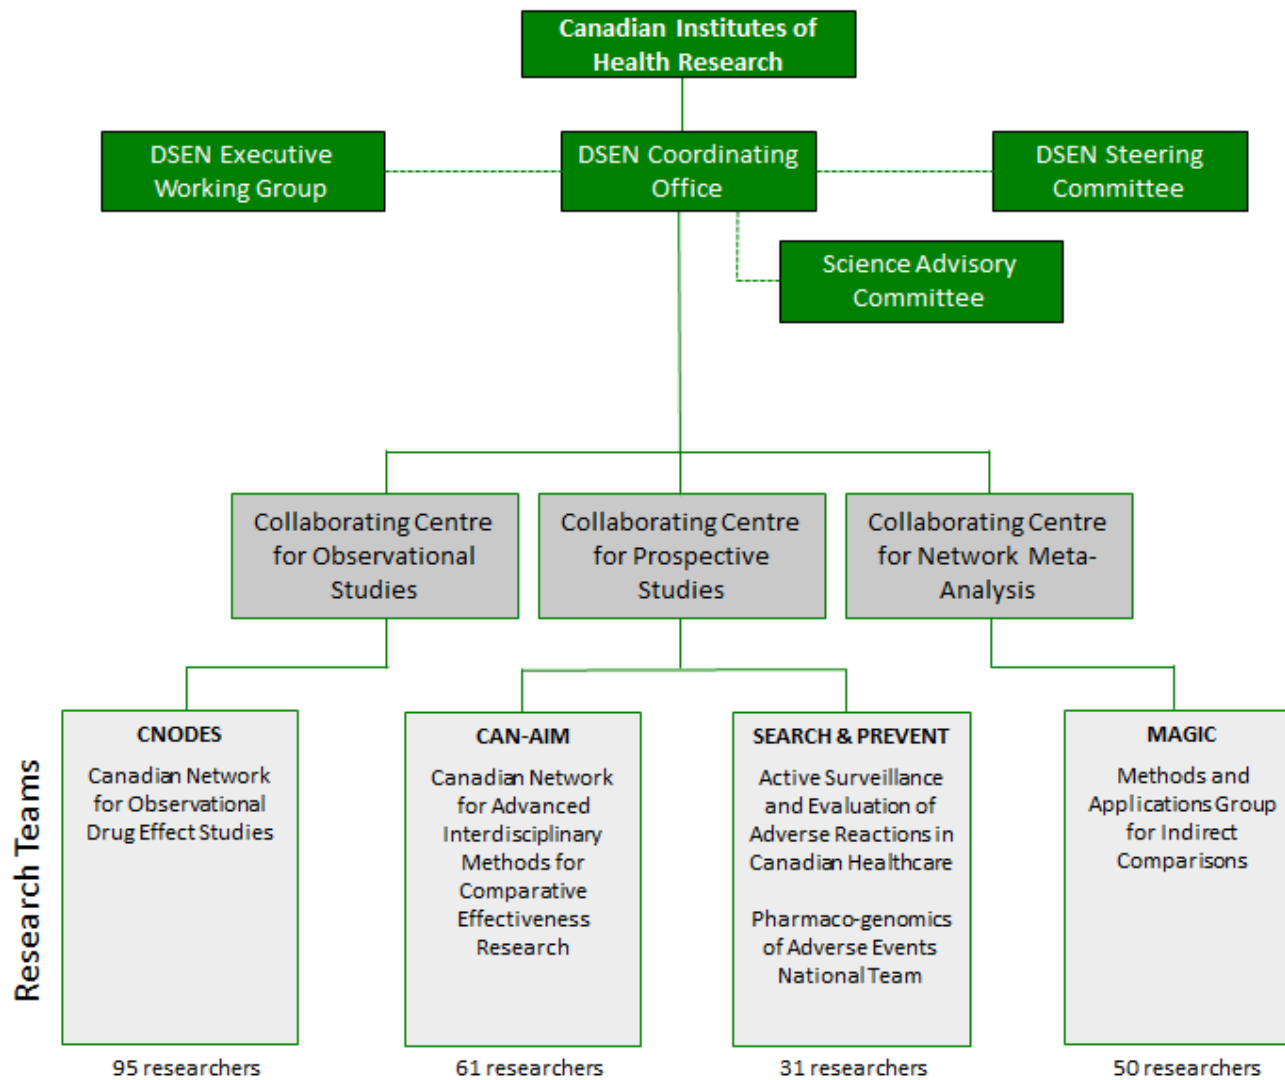 Canadian Institutes of
Health Research
DSEN Executive
Working Group
DSEN Coordinating
Office
DSEN Steering
Committee
Science Advisory
Committee
Collaborating Centre
for Observational
Studies
Collaborating Centre
for Prospective
Studies
Collaborating Centre
for Network Meta-
Analysis
Research Teams
CNODES
Canadian Network
for Observational
Drug Effect Studies
95 researchers
CAN-AIM
Canadian Network
for Advanced
Interdisciplinary
Methods for
Comparative
Effectiveness
Research
61 researchers
SEARCH & PREVENT
Active Surveillance
and Evaluation of
Adverse Reactions in
Canadian Healthcare
Pharmaco-genomics
of Adverse Events
National Team
31 researchers
MAGIC
Methods and
Applications Group
for Indirect
Comparisons
50 researchers